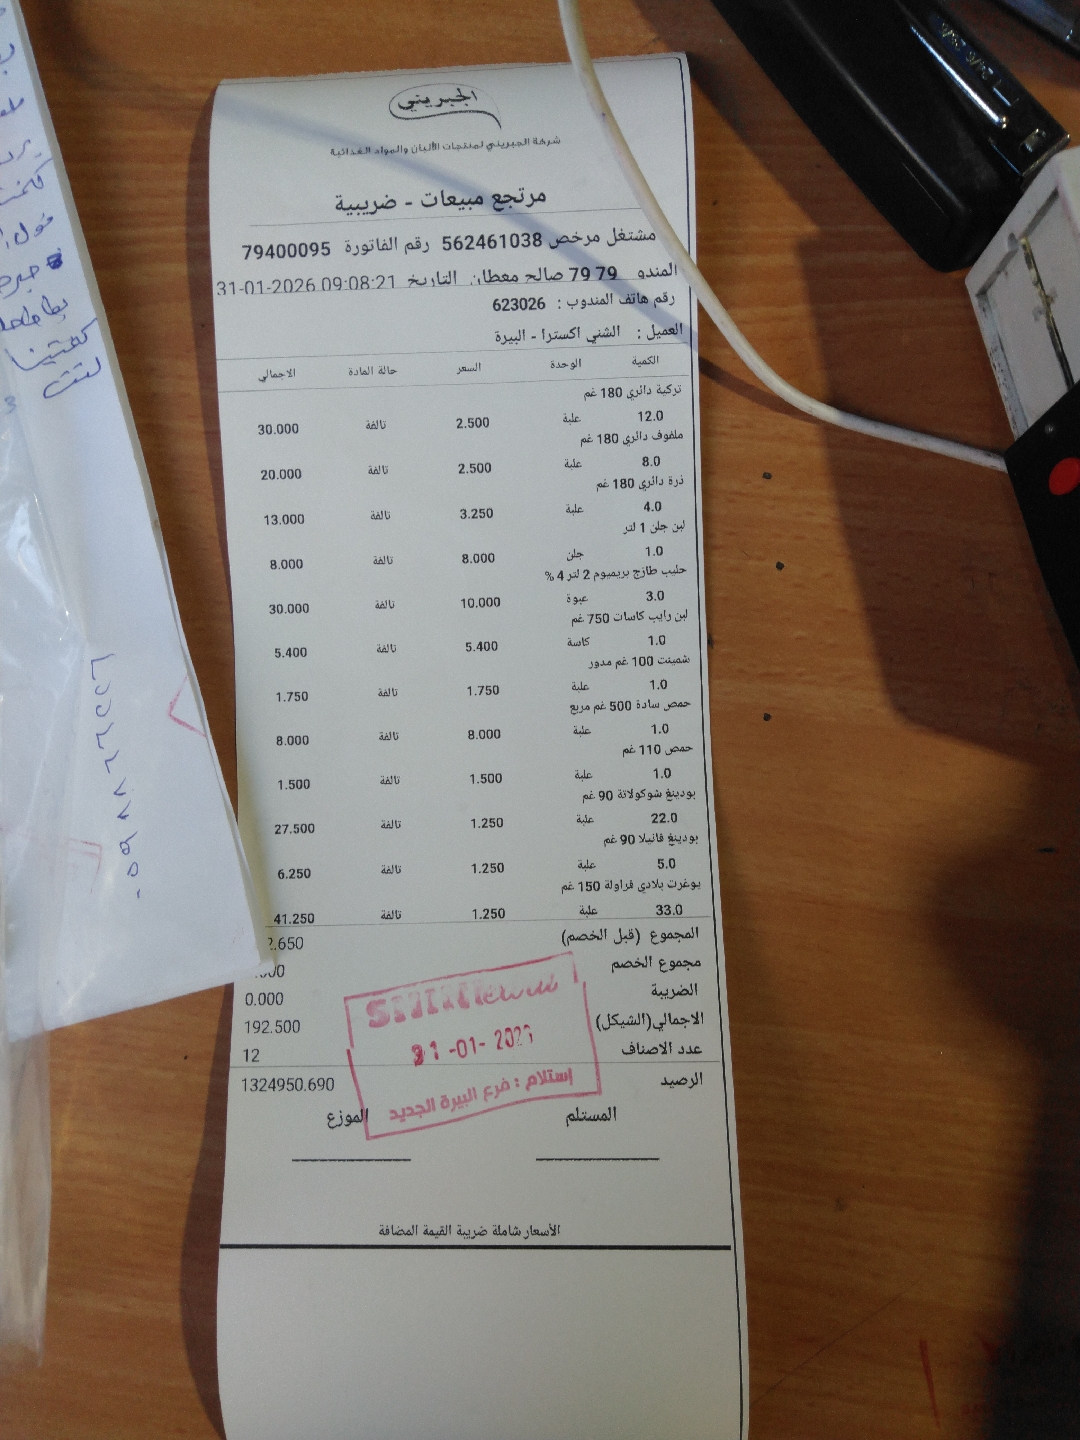 الجبريني
شركة الجبريني لمنتجات الألبان والمواد الغذائية
مرتجع مبيعات - ضريبية
مشتغل مرخص 562461038 رقم الفاتورة 79400095
79 79 صالح معطان التاريخ 31-01-2026 09:08:21
رقم هاتف المندوب : 623026
العميل : الشني اكسترا - البيرة
الكمية الوحدة السعر حالة المادة الاجمالي
تركية دائري 180 غم
12.0 علبة 2.500 تالفة 30.000
ملفوف دائري 180 غم
8.0 علبة 2.500 تالفة 20.000
ذرة دائري 180 غم
4.0 علبة 3.250 تالفة 13.000
لبن جلن 1 لتر
1.0 جلن 8.000 تالفة 8.000
حليب طازج بريميوم 2 لتر 4 %
3.0 عبوة 10.000 تالفة 30.000
لبن رايب كاسات 750 غم
1.0 كاسة 5.400 تالفة 5.400
شمينت 100 غم مدور
1.0 علبة 1.750 تالفة 1.750
حمص سادة 500 غم مربع
1.0 علبة 8.000 تالفة 8.000
حمص 110 غم
1.0 علبة 1.500 تالفة 1.500
بودينغ شوكولاتة 90 غم
22.0 علبة 1.250 تالفة 27.500
بودينغ فانيلا 90 غم
5.0 علبة 1.250 تالفة 6.250
يوغرت بلادي فراولة 150 غم
33.0 علبة 1.250 تالفة 41.250
المجموع (قبل الخصم) 2.650
مجموع الخصم
الضريبة 0.000
الاجمالي(الشيكل) 192.500
عدد الاصناف 12
الرصيد 1324950.690
المستلم الموزع
31-01-2026
إستلام : فرع البيرة الجديد
الأسعار شاملة ضريبة القيمة المضافة